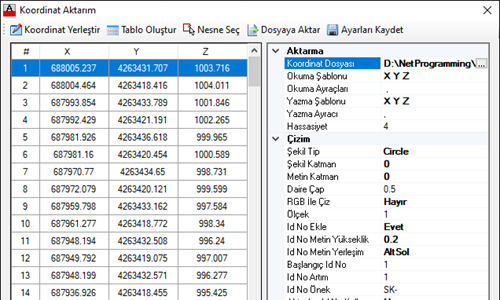 Koordinat Aktarım
Koordinat Yerleştir Tablo Oluştur Nesne Seç Dosyaya Aktar Ayarları Kaydet
# X Y Z
1 688005.237 4263431.707 1003.716
2 688004.464 4263418.416 1004.011
3 687993.854 4263433.789 1001.846
4 687992.429 4263421.191 1002.265
5 687981.926 4263436.618 999.965
6 687981.16 4263420.454 1000.589
7 687970.77 4263434.65 998.731
8 687972.079 4263420.121 999.599
9 687959.998 4263433.584 998.162
10 687961.277 4263418.772 998.34
11 687948.194 4263432.508 996.24
12 687949.792 4263419.075 997.007
13 687948.194 4263432.571 996.277
14 687936.926 4263418.455 995.425
Aktarma
Koordinat Dosyası D:\NetProgramming\ ...
Okuma Şablonu X Y Z
Okuma Ayraçları .
Yazma Şablonu X Y Z
Yazma Ayracı ,
Hassasiyet 4
Çizim
Şekil Tip Circle
Şekil Katman 0
Metin Katman 0
Daire Çap 0.5
RGB İle Çiz Hayır
Ölçek 1
Id No Ekle Evet
Id No Metin Yükseklik 0.2
Id No Metin Yerleşim AltSol
Başlangıç Id No 1
Id No Artım 1
Id No Önek SK-